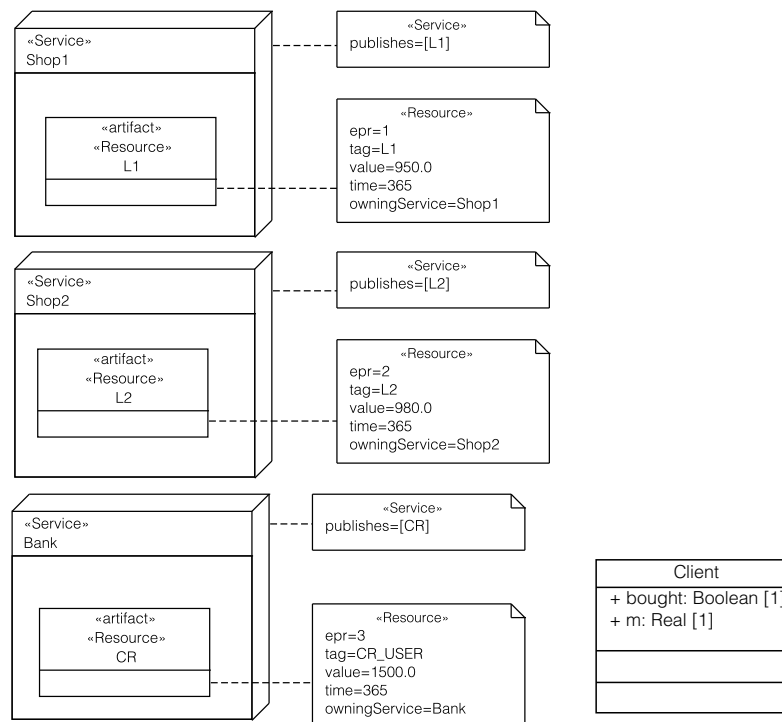 «Service»
Shop1
«artifact»
«Resource»
L1
«Service»
publishes=[L1]
«Resource»
epr=1
tag=L1
value=950.0
time=365
owningService=Shop1
«Service»
Shop2
«artifact»
«Resource»
L2
«Service»
publishes=[L2]
«Resource»
epr=2
tag=L2
value=980.0
time=365
owningService=Shop2
«Service»
Bank
«artifact»
«Resource»
CR
«Service»
publishes=[CR]
«Resource»
epr=3
tag=CR_USER
value=1500.0
time=365
owningService=Bank
Client
+ bought: Boolean [1]
+ m: Real [1]